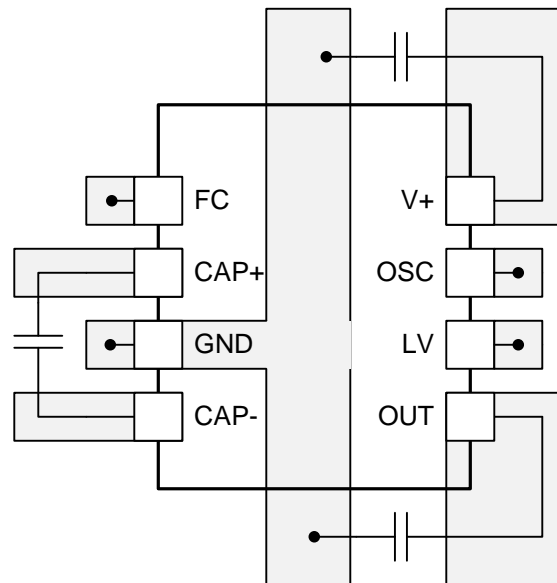 FC
V+
CAP+
OSC
GND
LV
CAP-
OUT